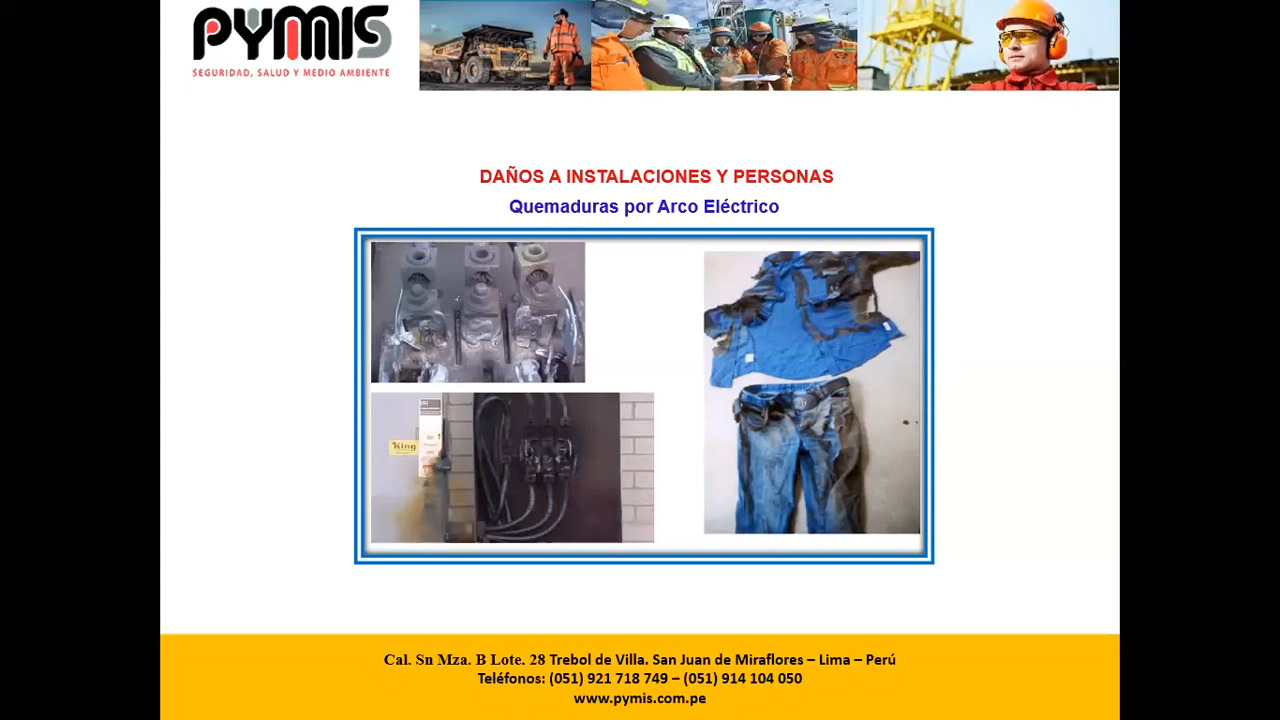 PYMIS
SEGURIDAD, SALUD Y MEDIO AMBIENTE
DAÑOS A INSTALACIONES Y PERSONAS
Quemaduras por Arco Eléctrico
King
Cal. Sn Mza. B Lote. 28 Trebol de Villa. San Juan de Miraflores – Lima – Perú
Teléfonos: (051) 921 718 749 – (051) 914 104 050
www.pymis.com.pe